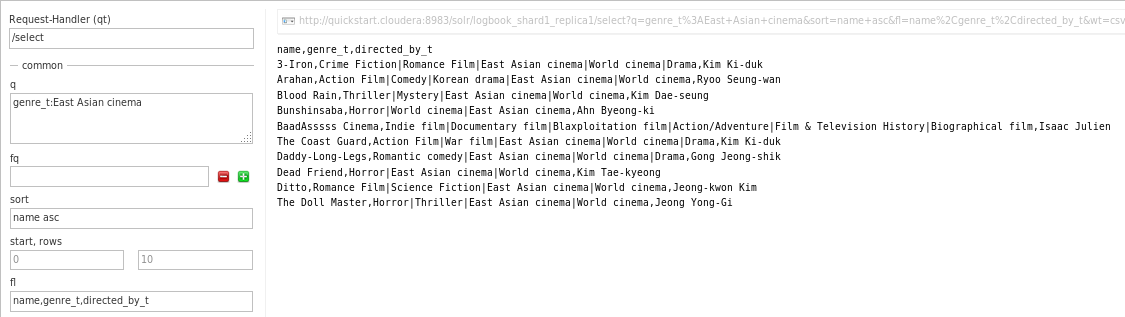 Request-Handler (qt)
/select
common
q
genre_t:East Asian cinema
fq
sort
name asc
start, rows
0
10
fl
name,genre_t,directed_by_t
http://quickstart.cloudera:8983/solr/logbook_shard1_replica1/select?q=genre_t%3AEast+Asian+cinema&sort=name+asc&fl=name%2Cgenre_t%2Cdirected_by_t&wt=csv
name,genre_t,directed_by_t
3-Iron,Crime Fiction|Romance Film|East Asian cinema|World cinema|Drama,Kim Ki-duk
Arahan,Action Film|Comedy|Korean drama|East Asian cinema|World cinema,Ryoo Seung-wan
Blood Rain,Thriller|Mystery|East Asian cinema|World cinema,Kim Dae-seung
Bunshinsaba,Horror|World cinema|East Asian cinema,Ahn Byeong-ki
BaadAsssss Cinema,Indie film|Documentary film|Blaxploitation film|Action/Adventure|Film & Television History|Biographical film,Isaac Julien
The Coast Guard,Action Film|War film|East Asian cinema|World cinema|Drama,Kim Ki-duk
Daddy-Long-Legs,Romantic comedy|East Asian cinema|World cinema|Drama,Gong Jeong-shik
Dead Friend,Horror|East Asian cinema|World cinema,Kim Tae-kyeong
Ditto,Romance Film|Science Fiction|East Asian cinema|World cinema,Jeong-kwon Kim
The Doll Master,Horror|Thriller|East Asian cinema|World cinema,Jeong Yong-Gi